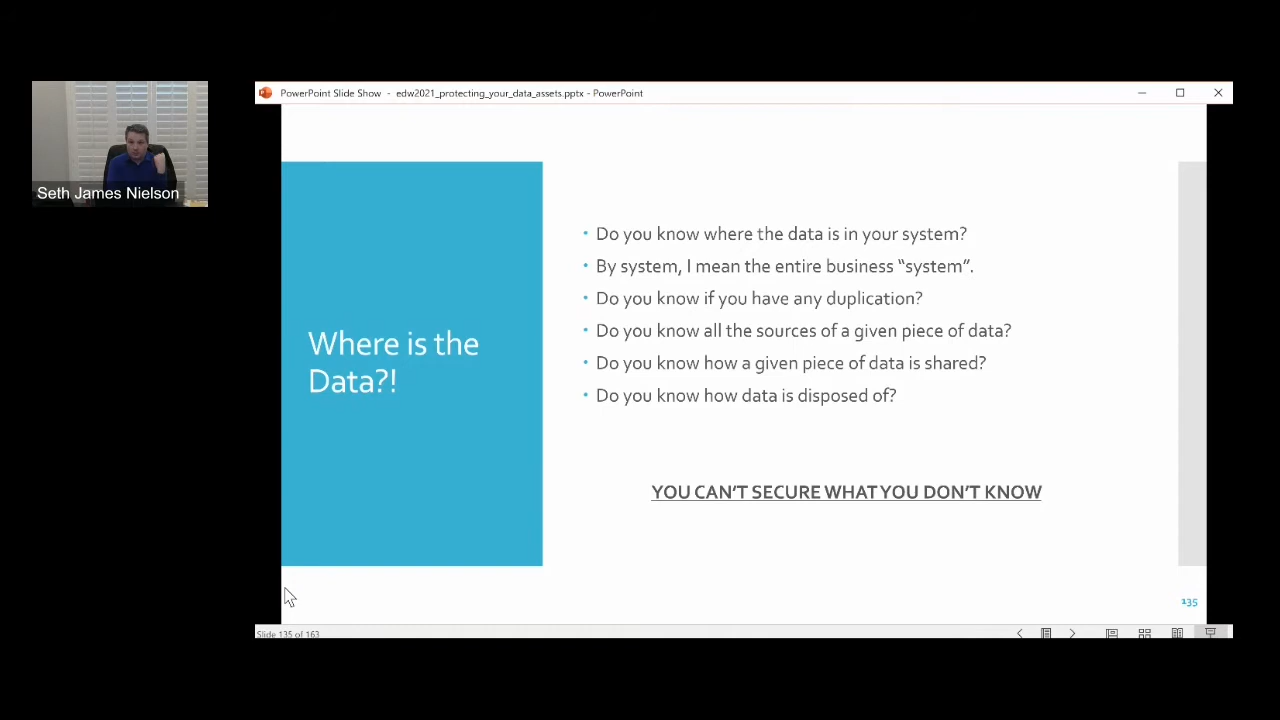 PowerPoint Slide Show - edw2021_protecting_your_data_assets.pptx - PowerPoint
Seth James Nielson
Where is the
Data?!
• Do you know where the data is in your system?
• By system, I mean the entire business “system”.
• Do you know if you have any duplication?
• Do you know all the sources of a given piece of data?
• Do you know how a given piece of data is shared?
• Do you know how data is disposed of?
YOU CAN’T SECURE WHAT YOU DON’T KNOW
135
Slide 135 of 163